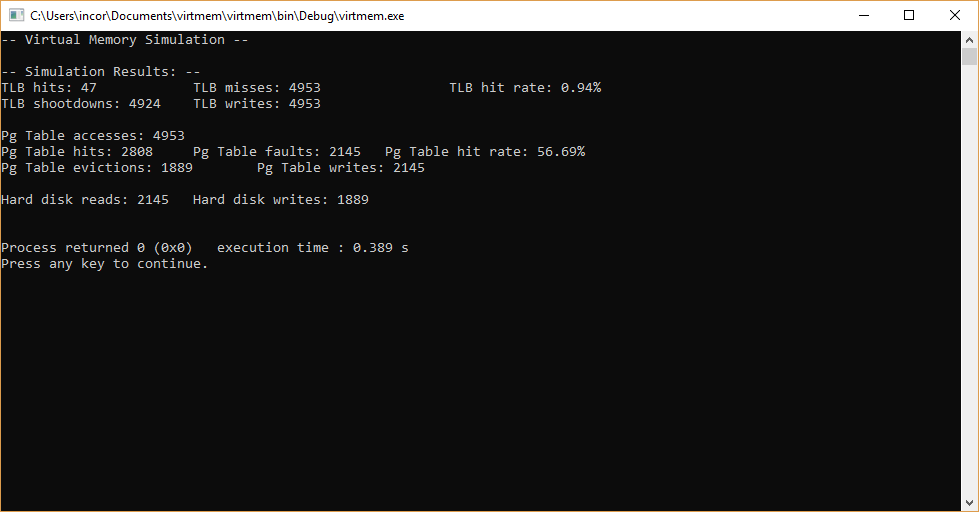 C:\Users\incor\Documents\virtmem\virtmem\bin\Debug\virtmem.exe
-- Virtual Memory Simulation --
-- Simulation Results: --
TLB hits: 47 TLB misses: 4953 TLB hit rate: 0.94%
TLB shootdowns: 4924 TLB writes: 4953
Pg Table accesses: 4953
Pg Table hits: 2808 Pg Table faults: 2145 Pg Table hit rate: 56.69%
Pg Table evictions: 1889 Pg Table writes: 2145
Hard disk reads: 2145 Hard disk writes: 1889
Process returned 0 (0x0) execution time : 0.389 s
Press any key to continue.